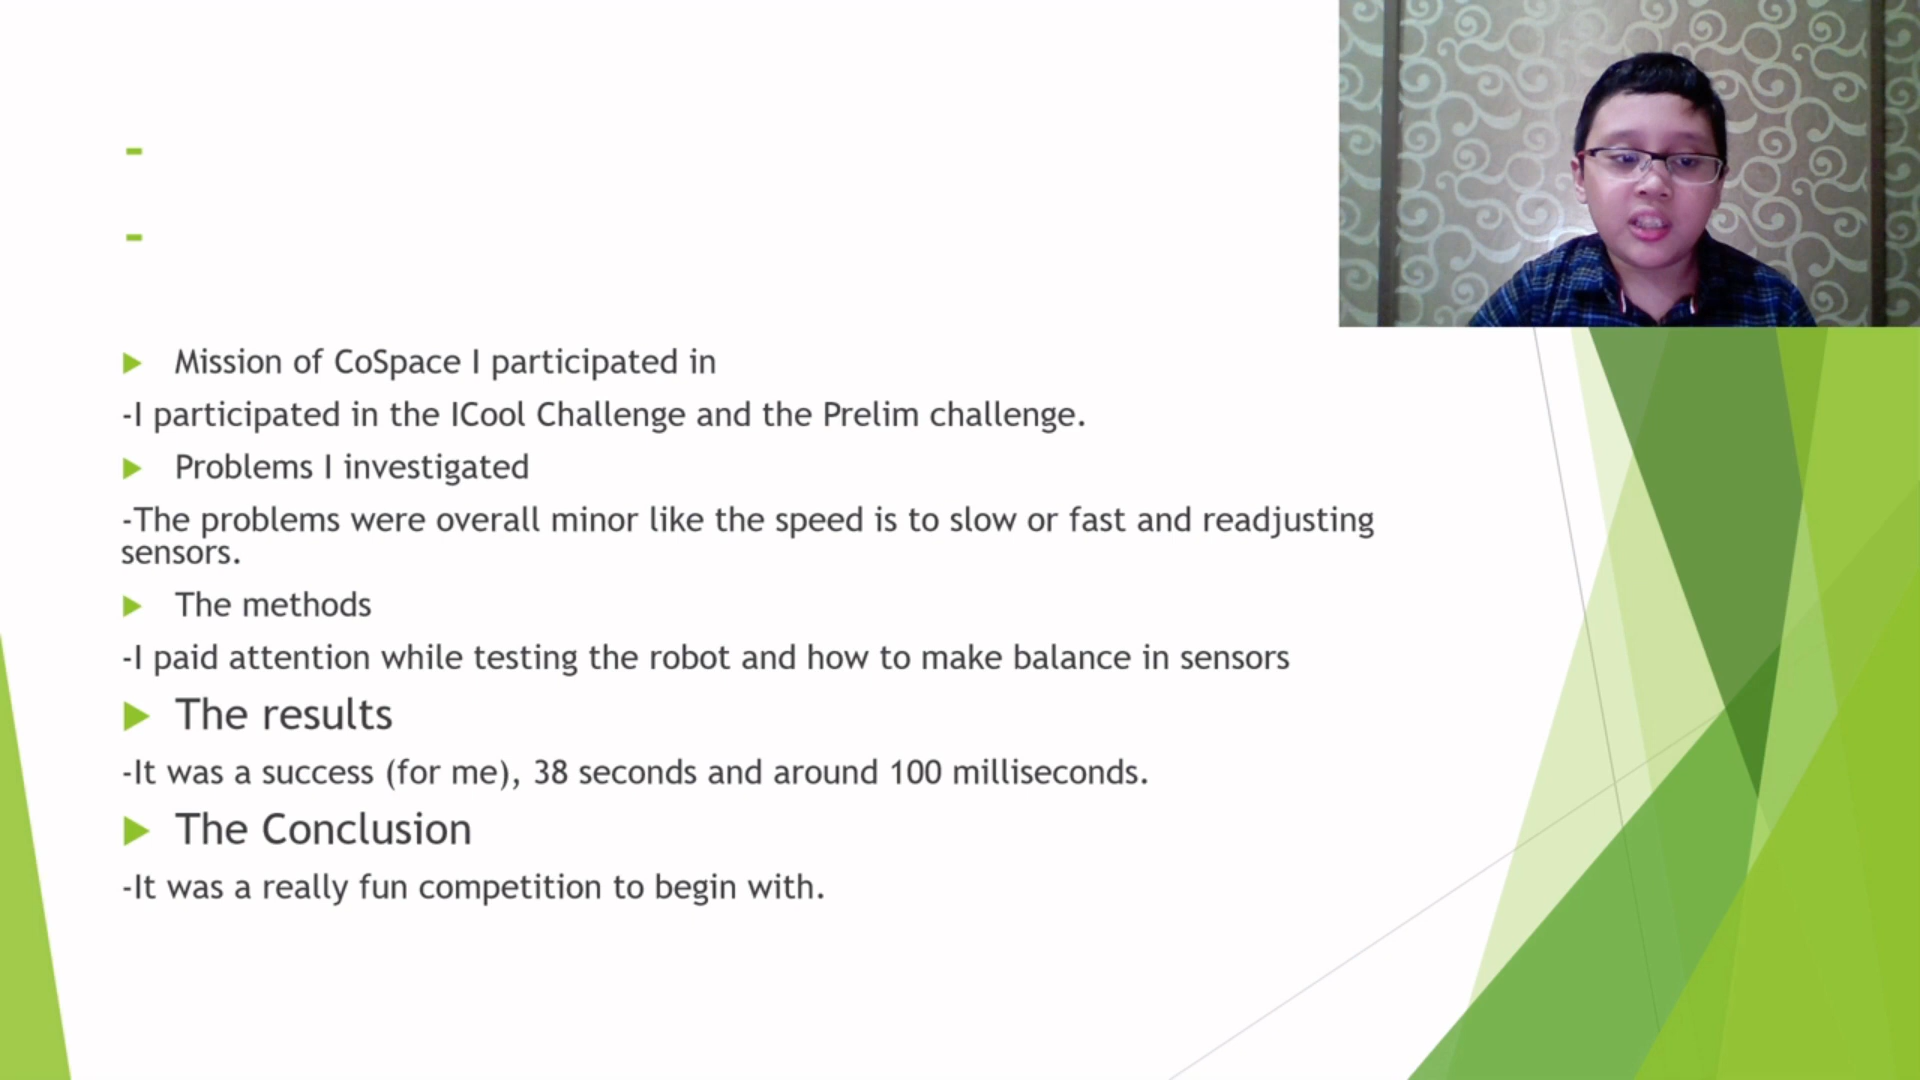 -
-
Mission of CoSpace I participated in
-I participated in the ICool Challenge and the Prelim challenge.
Problems I investigated
-The problems were overall minor like the speed is to slow or fast and readjusting
sensors.
The methods
-I paid attention while testing the robot and how to make balance in sensors
The results
-It was a success (for me), 38 seconds and around 100 milliseconds.
The Conclusion
-It was a really fun competition to begin with.